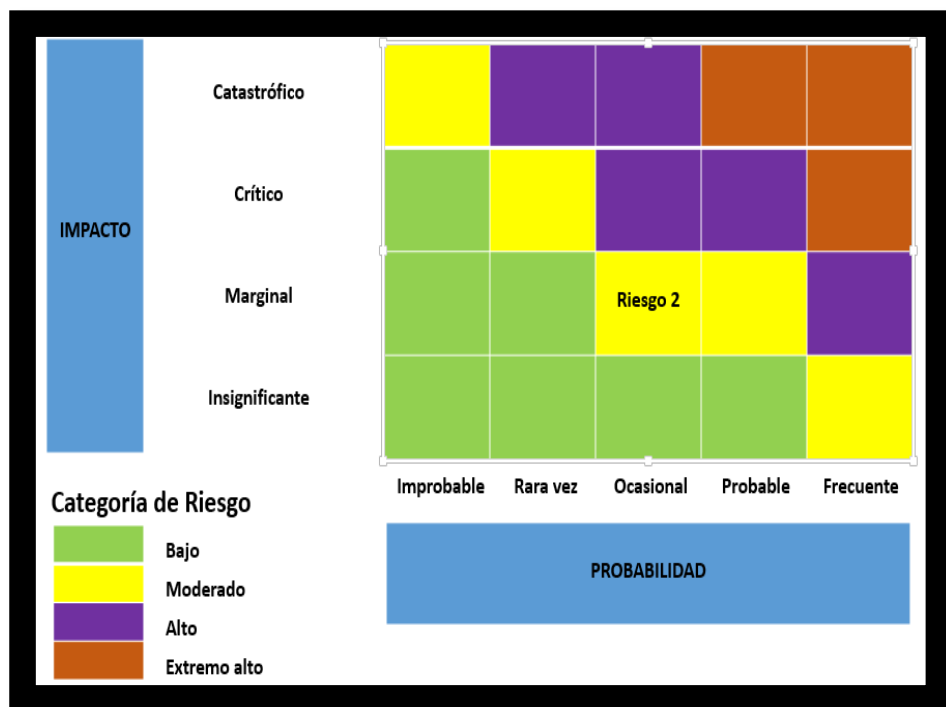 Catastrófico
Crítico
IMPACTO
Marginal
Riesgo 2
Insignificante
Improbable Rara vez Ocasional Probable Frecuente
Categoría de Riesgo
Bajo
PROBABILIDAD
Moderado
Alto
Extremo alto